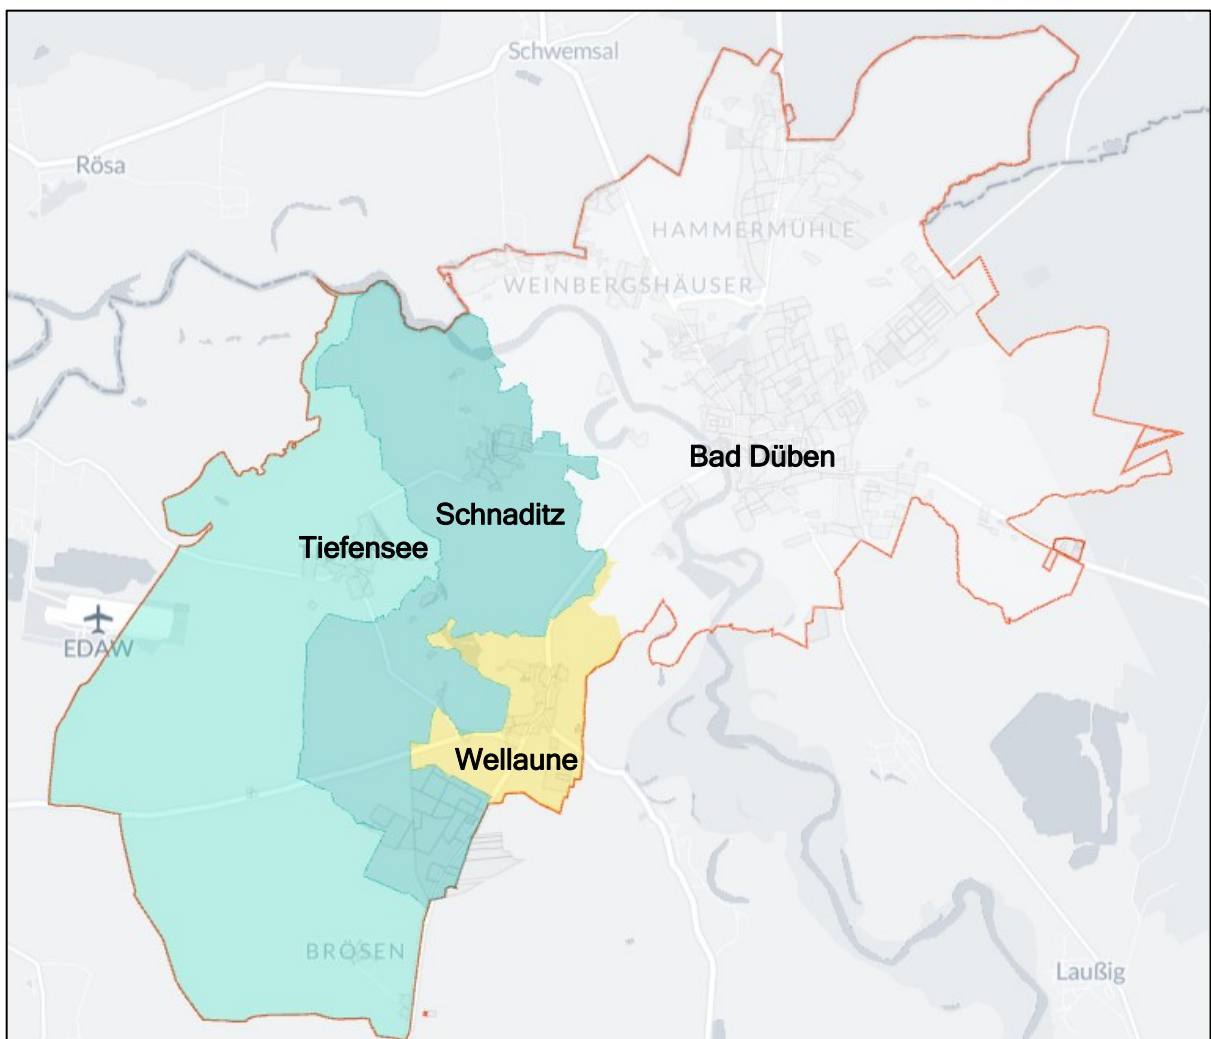 Schwemsal
Rösa
HAMMERMÜHLE
WEINBERGSHÄUSER
Bad Düben
Schnaditz
Tiefensee
EDAW
Wellaune
BRÖSEN
Laußig